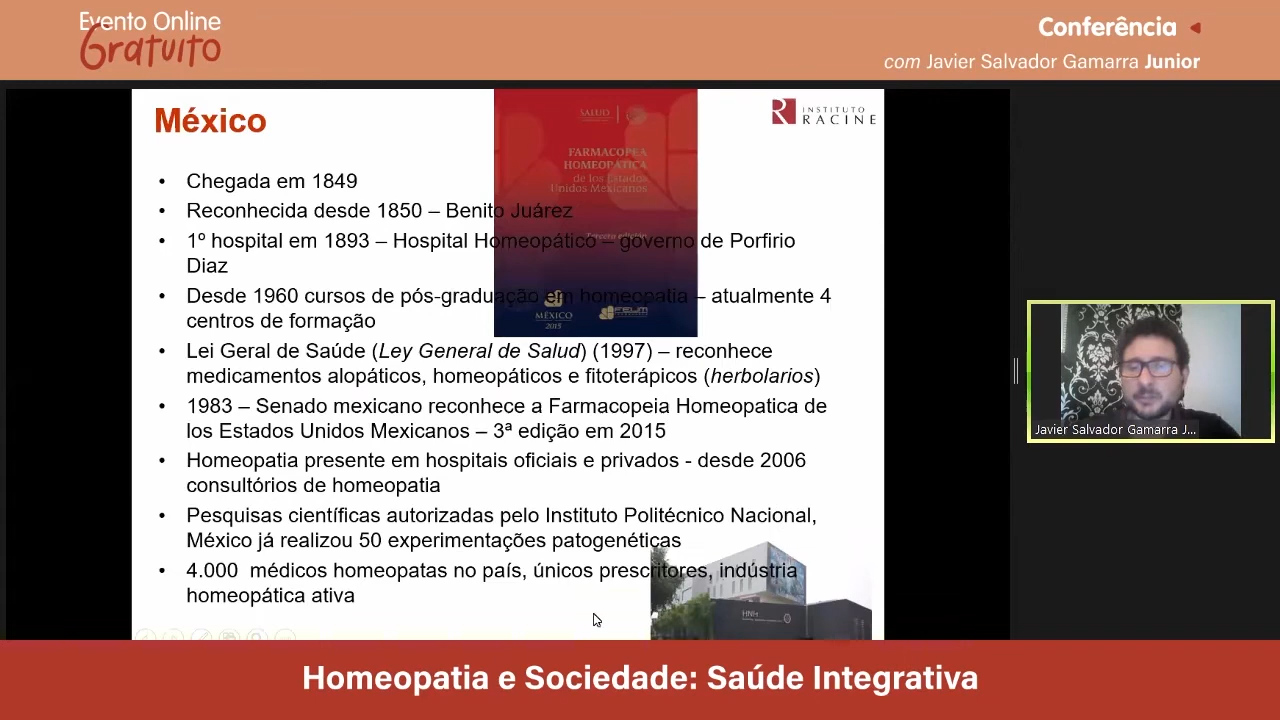 Evento Online
Gratuito
Conferência
com Javier Salvador Gamarra Junior
México
INSTITUTO
RACINE
SALUD
FARMACOPEA
HOMEOPÁTICA
de los Estados
Unidos Mexicanos
Tercera edición
MÉXICO
2015
FEUM
• Chegada em 1849
• Reconhecida desde 1850 – Benito Juárez
• 1º hospital em 1893 – Hospital Homeopático – governo de Porfirio
Diaz
• Desde 1960 cursos de pós-graduação em homeopatia – atualmente 4
centros de formação
• Lei Geral de Saúde (Ley General de Salud) (1997) – reconhece
medicamentos alopáticos, homeopáticos e fitoterápicos (herbolarios)
• 1983 – Senado mexicano reconhece a Farmacopeia Homeopatica de
los Estados Unidos Mexicanos – 3ª edição em 2015
• Homeopatia presente em hospitais oficiais e privados - desde 2006
consultórios de homeopatia
• Pesquisas científicas autorizadas pelo Instituto Politécnico Nacional,
México já realizou 50 experimentações patogenéticas
• 4.000 médicos homeopatas no país, únicos prescritores, indústria
homeopática ativa
Javier Salvador Gamarra J...
Homeopatia e Sociedade: Saúde Integrativa